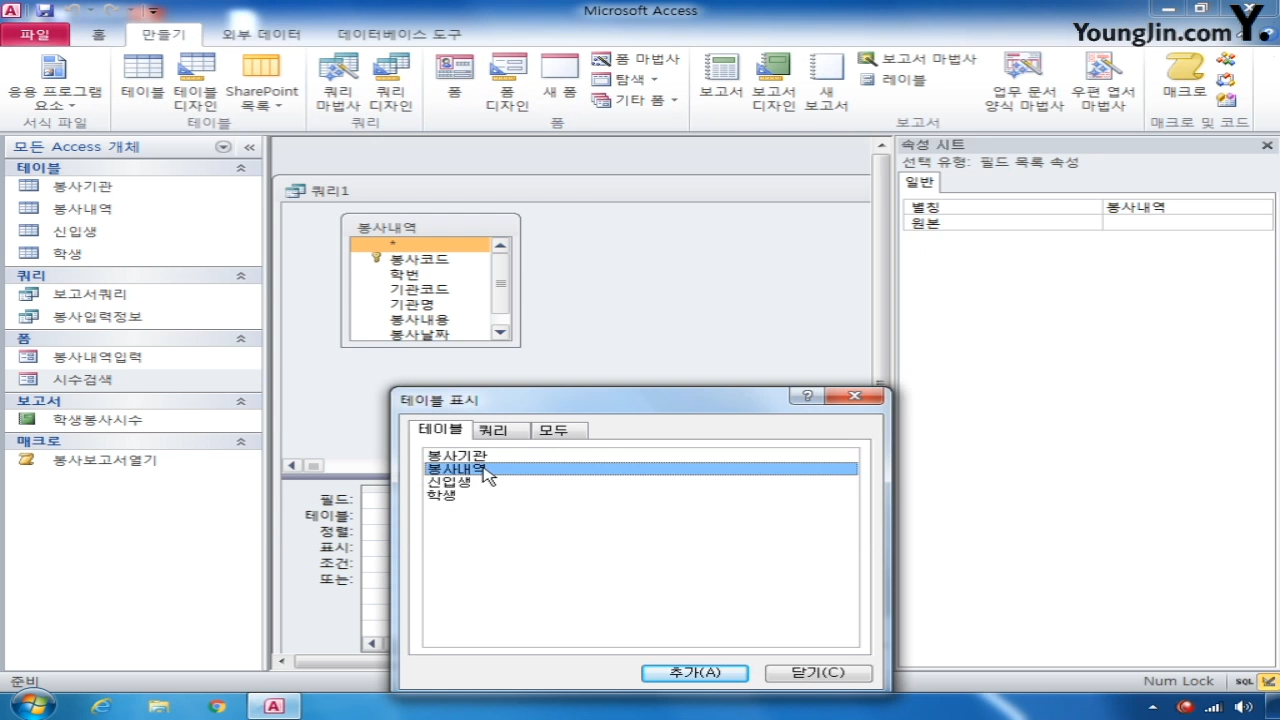 Microsoft Access
YoungJin.com Y.
파일 홈 만들기 외부 데이터 데이터베이스 도구
응용 프로그램 요소
테이블
테이블 디자인
SharePoint 목록
쿼리 마법사
쿼리 디자인
폼
폼 디자인
새 폼
폼 마법사
탐색
기타 폼
보고서
보고서 디자인
새 보고서
보고서 마법사
레이블
업무 문서 양식 마법사
우편 엽서 마법사
매크로
서식 파일 테이블 쿼리 폼 보고서 매크로 및 코드
모든 Access 개체
테이블
봉사기관
봉사내역
신입생
학생
쿼리
보고서쿼리
봉사입력정보
폼
봉사내역입력
시수검색
보고서
학생봉사시수
매크로
봉사보고서열기
쿼리1
봉사내역
*
봉사코드
학번
기관코드
기관명
봉사내용
봉사날짜
필드:
테이블:
정렬:
표시:
조건:
또는:
테이블 표시
테이블 쿼리 모두
봉사기관
봉사내역
신입생
학생
추가(A) 닫기(C)
속성 시트
선택 유형: 필드 목록 속성
일반
별칭 봉사내역
원본
준비
Num Lock SQL